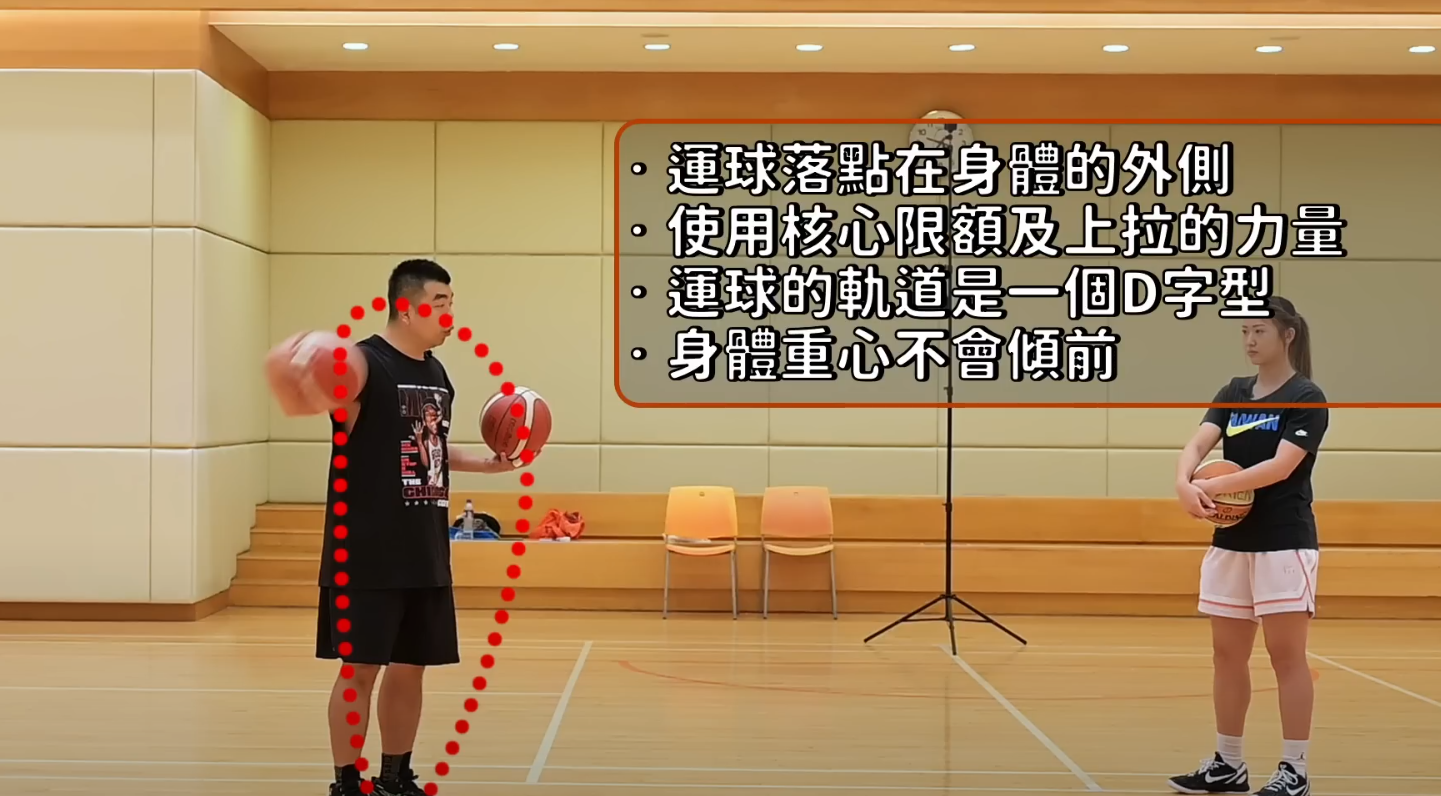 · 運球落點在身體的外側
· 使用核心限額及上拉的力量
· 運球的軌道是一個D字型
· 身體重心不會傾前
THE